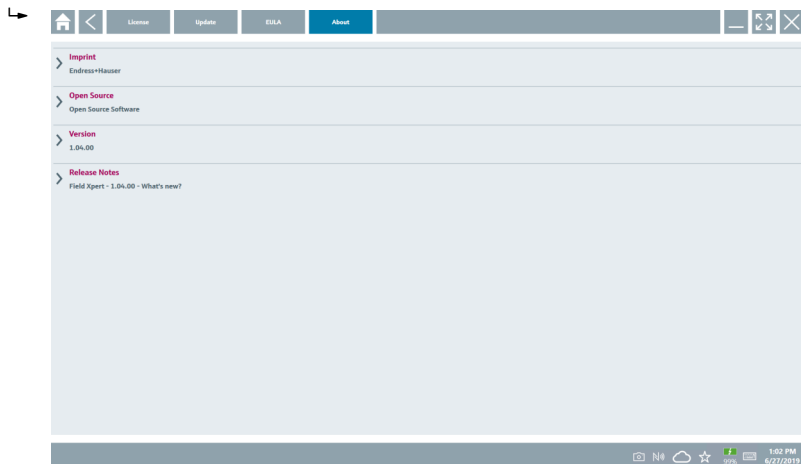 License Update EULA About
Imprint
Endress+Hauser
Open Source
Open Source Software
Version
1.04.00
Release Notes
Field Xpert - 1.04.00 - What's new?
99% 1:02 PM
6/27/2019